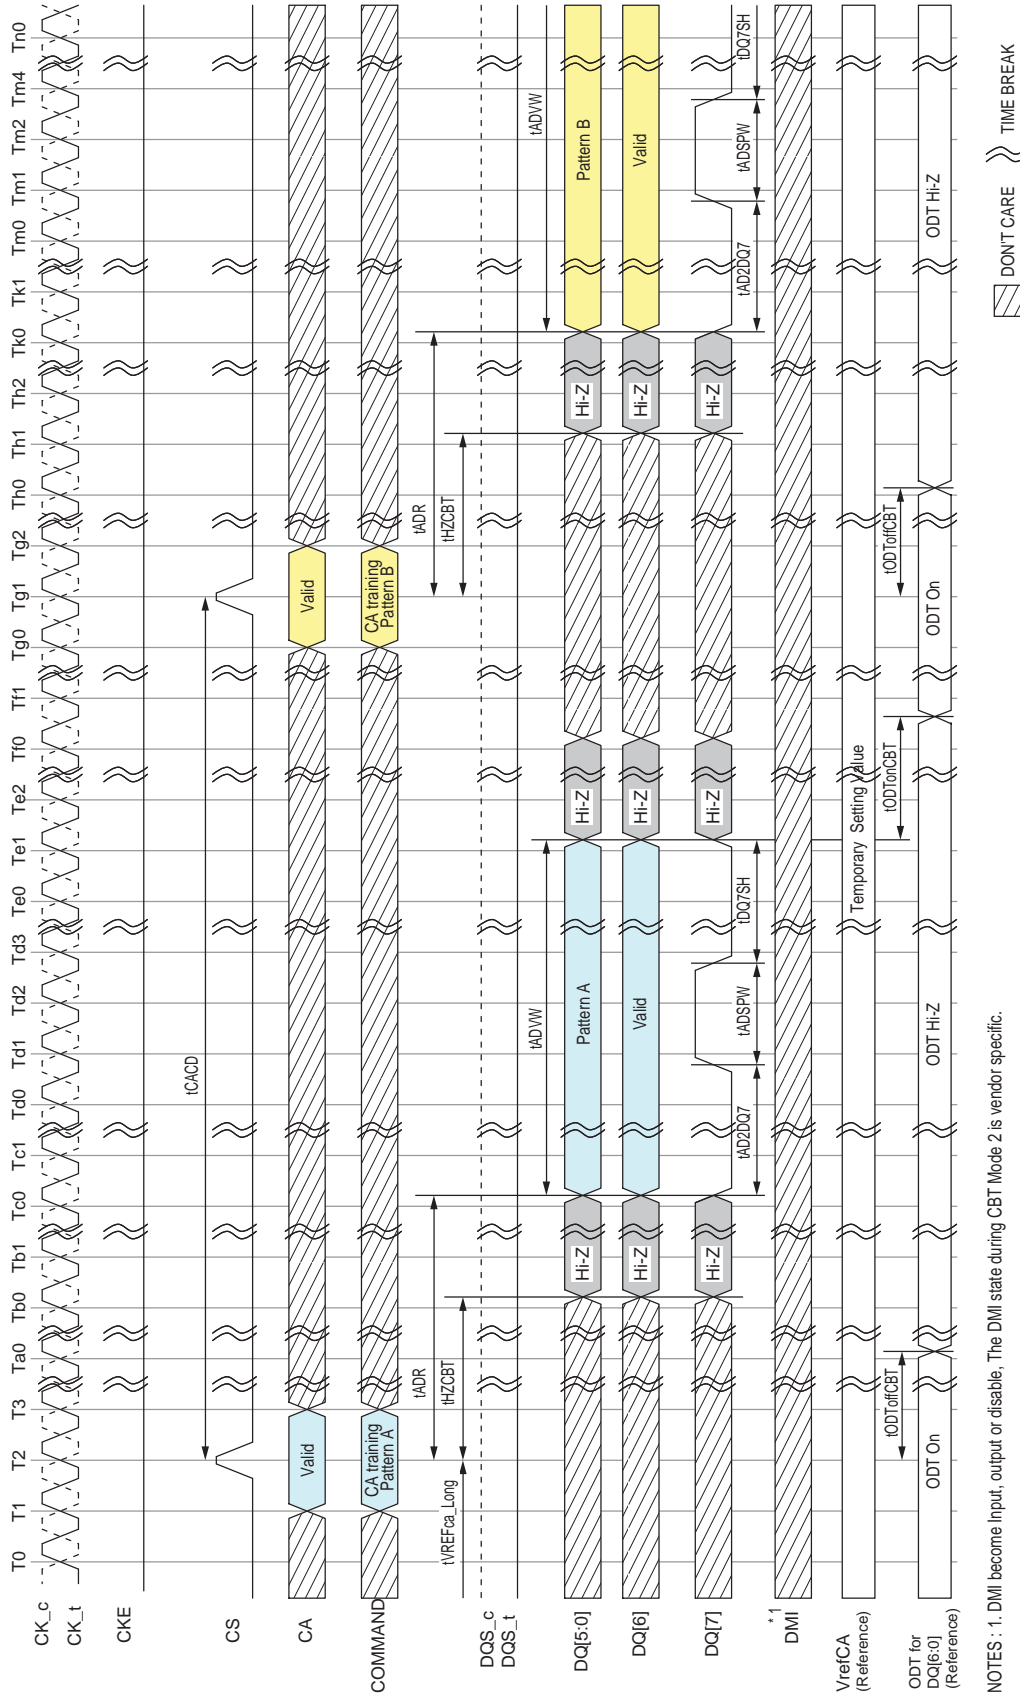 T0 T1 T2 T3 Ta0 Tb0 Tb1 Tc0 Tc1 Td0 Td1 Td2 Td3 Te0 Te1 Te2 Tf0 Tf1 Tg0 Tg1 Tg2 Th0 Th1 Th2 Tk0 Tk1 Tm0 Tm1 Tm2 Tm4 Tn0
CK_c
CK_t
CKE
tCACD
CS
CA
Valid
Valid
COMMAND
CA training
Pattern A
CA training
Pattern B
tADR
tADR
tVREFca_Long
tHZCBT
tHZCBT
DQS_c
DQS_t
tADVW
tADVW
DQ[5:0]
Hi-Z
Pattern A
Hi-Z
Hi-Z
Pattern B
DQ[6]
Hi-Z
Valid
Hi-Z
Hi-Z
Valid
DQ[7]
Hi-Z
Hi-Z
Hi-Z
tAD2DQ7
tADSPW
tDQ7SH
tAD2DQ7
tADSPW
tDQ7SH
*1
DMI
VrefCA
(Reference)
Temporary Setting Value
tODToffCBT
tODTonCBT
tODToffCBT
ODT for
DQ[6:0]
(Reference)
ODT On
ODT Hi-Z
ODT On
ODT Hi-Z
NOTES : 1. DMI become Input, output or disable, The DMI state during CBT Mode 2 is vendor specific.
DON'T CARE
TIME BREAK